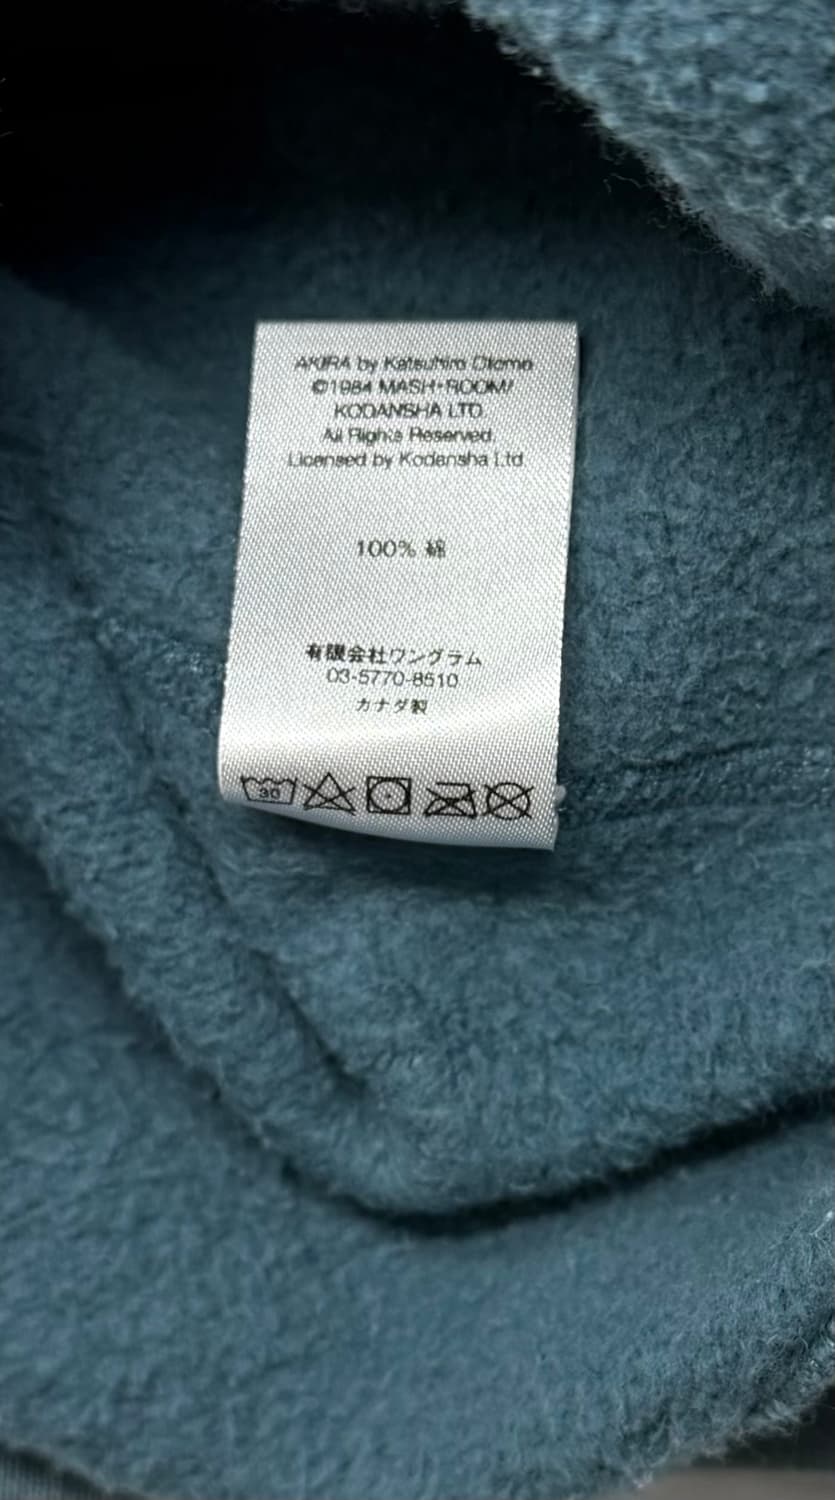 AKIRA by Katsuhiro Otomo
©1984 MASH•ROOM/
KODANSHA LTD.
All Rights Reserved.
Licensed by Kodansha Ltd.
100% 綿
有限会社ワングラム
03-5770-8510
カナダ製
30